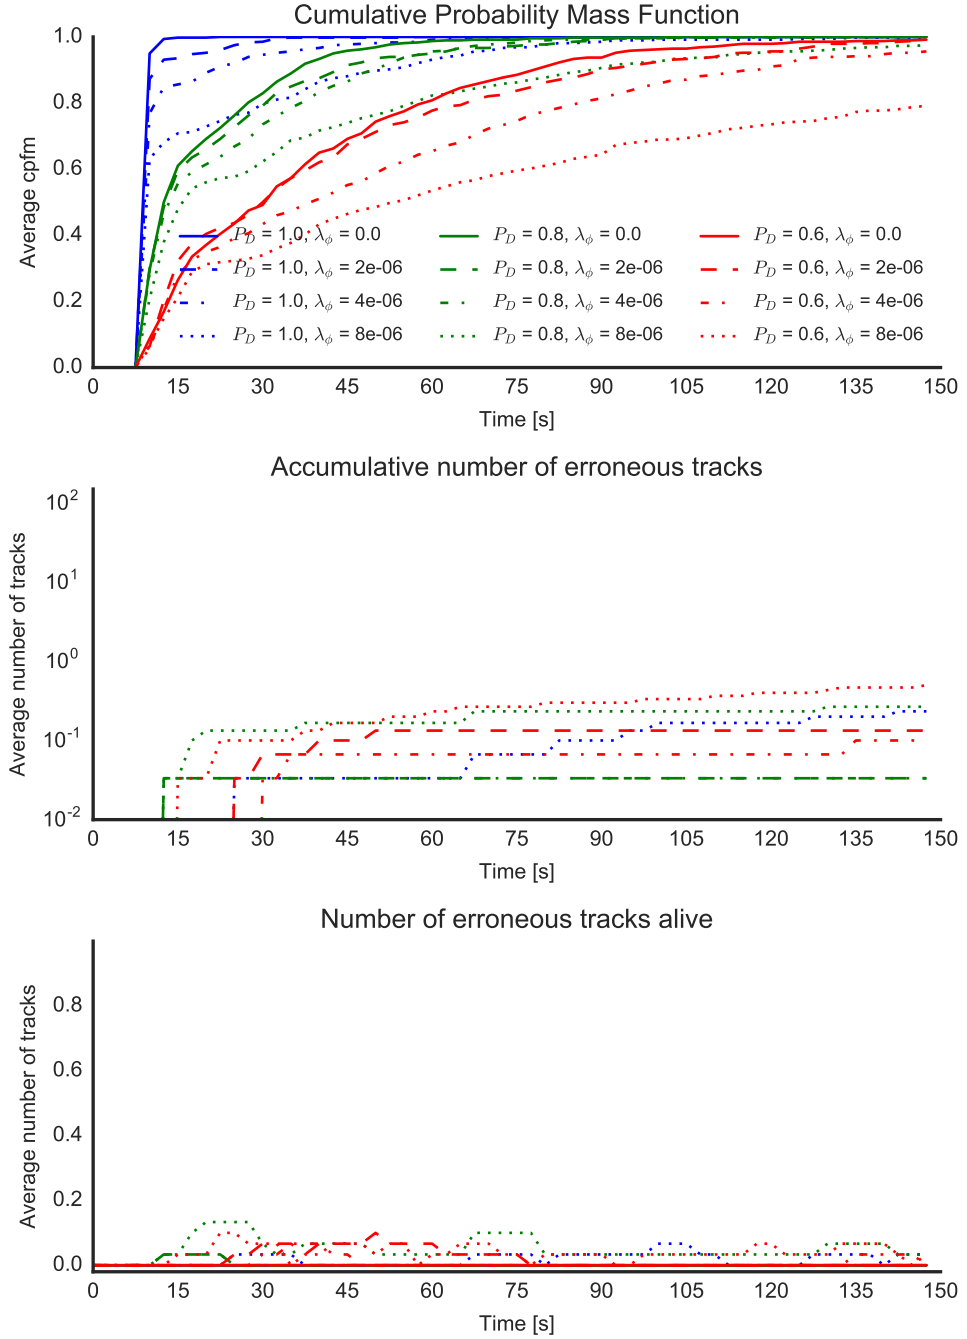 Cumulative Probability Mass Function
1.0
0.8
0.6
0.4
0.2
0.0
Average cpfm
P_D = 1.0, λ_ϕ = 0.0
P_D = 1.0, λ_ϕ = 2e-06
P_D = 1.0, λ_ϕ = 4e-06
P_D = 1.0, λ_ϕ = 8e-06
P_D = 0.8, λ_ϕ = 0.0
P_D = 0.8, λ_ϕ = 2e-06
P_D = 0.8, λ_ϕ = 4e-06
P_D = 0.8, λ_ϕ = 8e-06
P_D = 0.6, λ_ϕ = 0.0
P_D = 0.6, λ_ϕ = 2e-06
P_D = 0.6, λ_ϕ = 4e-06
P_D = 0.6, λ_ϕ = 8e-06
0 15 30 45 60 75 90 105 120 135 150
Time [s]
Accumulative number of erroneous tracks
10^2
10^1
10^0
10^-1
10^-2
Average number of tracks
0 15 30 45 60 75 90 105 120 135 150
Time [s]
Number of erroneous tracks alive
0.8
0.6
0.4
0.2
0.0
Average number of tracks
0 15 30 45 60 75 90 105 120 135 150
Time [s]